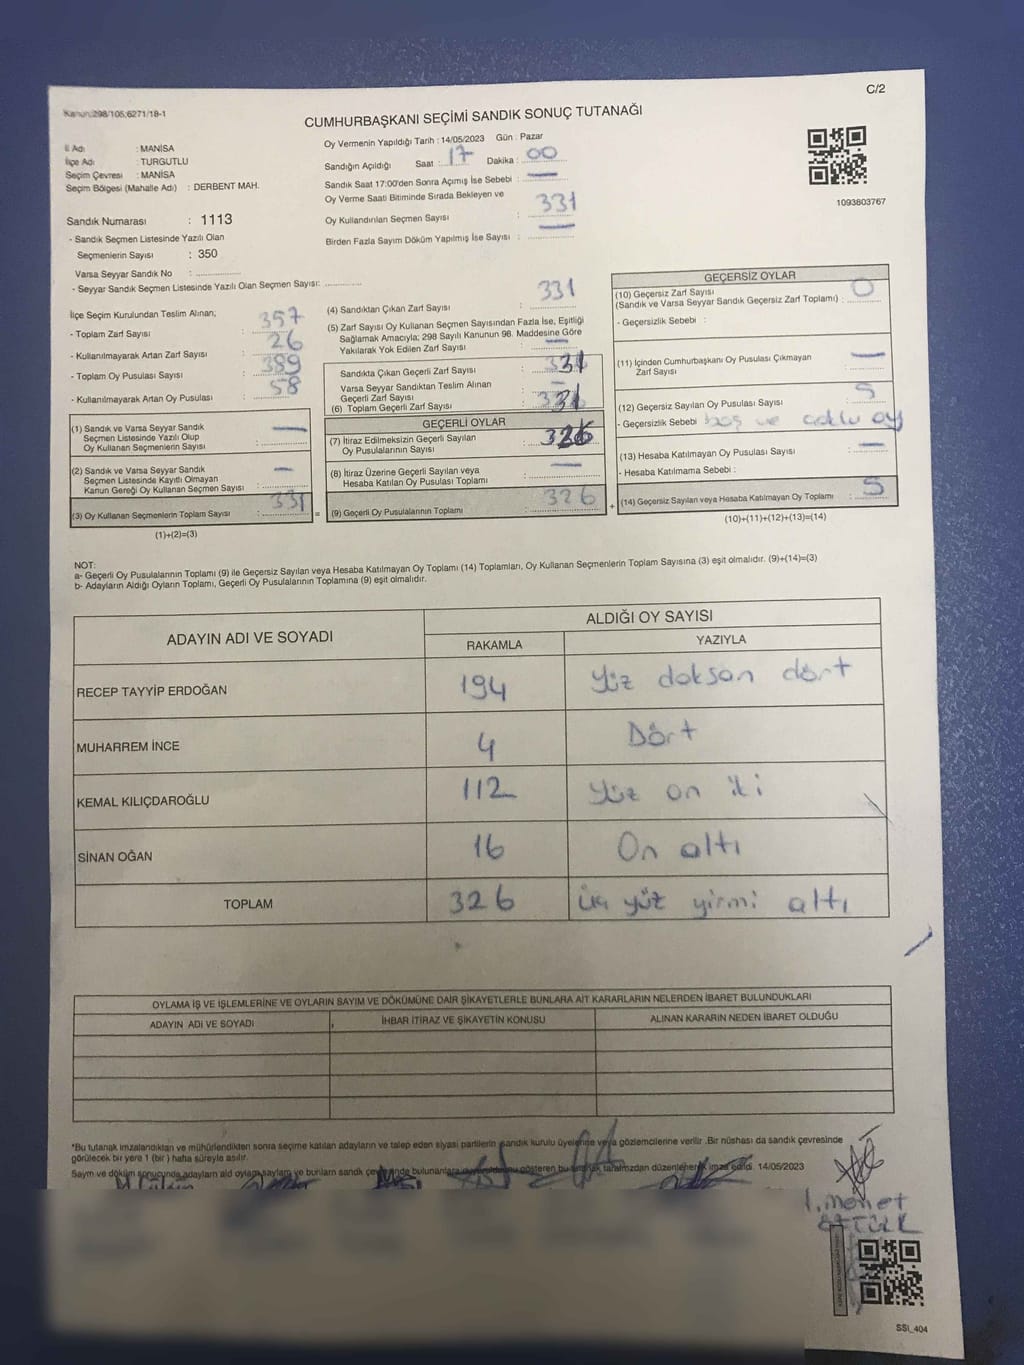 C/2
Kanun:298/105;6271/18-1
CUMHURBAŞKANI SEÇİMİ SANDIK SONUÇ TUTANAĞI
İl Adı : MANİSA
İlçe Adı : TURGUTLU
Seçim Çevresi : MANİSA
Seçim Bölgesi (Mahalle Adı) : DERBENT MAH.
Sandık Numarası : 1113
- Sandık Seçmen Listesinde Yazılı Olan
Seçmenlerin Sayısı : 350
Varsa Seyyar Sandık No :
- Seyyar Sandık Seçmen Listesinde Yazılı Olan Seçmen Sayısı:
Oy Vermenin Yapıldığı Tarih : 14/05/2023 Gün : Pazar
Sandığın Açıldığı Saat : 17 Dakika : 00
Sandık Saat 17:00'den Sonra Açmış İse Sebebi : —
Oy Verme Saati Bitiminde Sırada Bekleyen ve
Oy Kullandırılan Seçmen Sayısı : 331
Birden Fazla Sayım Döküm Yapılmış İse Sayısı : —
1093803767
İlçe Seçim Kurulundan Teslim Alınan;
- Toplam Zarf Sayısı : 357
- Kullanılmayarak Artan Zarf Sayısı : 26
- Toplam Oy Pusulası Sayısı : 389
- Kullanılmayarak Artan Oy Pusulası : 58
(1) Sandık ve Varsa Seyyar Sandık
Seçmen Listesinde Yazılı Olup
Oy Kullanan Seçmenlerin Sayısı : —
(2) Sandık ve Varsa Seyyar Sandık
Seçmen Listesinde Kayıtlı Olmayan
Kanun Gereği Oy Kullanan Seçmen Sayısı : —
(3) Oy Kullanan Seçmenlerin Toplam Sayısı : 331
(1)+(2)=(3)
(4) Sandıktan Çıkan Zarf Sayısı : 331
(5) Zarf Sayısı Oy Kullanan Seçmen Sayısından Fazla İse, Eşitliği
Sağlamak Amacıyla; 298 Sayılı Kanunun 98. Maddesine Göre
Yakılarak Yok Edilen Zarf Sayısı : —
Sandıkta Çıkan Geçerli Zarf Sayısı : 331
Varsa Seyyar Sandıktan Teslim Alınan
Geçerli Zarf Sayısı : —
(6) Toplam Geçerli Zarf Sayısı : 331
GEÇERLİ OYLAR
(7) İtiraz Edilmeksizin Geçerli Sayılan
Oy Pusulalarının Sayısı : 326
(8) İtiraz Üzerine Geçerli Sayılan veya
Hesaba Katılan Oy Pusulası Toplamı : —
= (9) Geçerli Oy Pusulalarının Toplamı : 326
GEÇERSİZ OYLAR
(10) Geçersiz Zarf Sayısı
(Sandık ve Varsa Seyyar Sandık Geçersiz Zarf Toplamı) : 0
- Geçersizlik Sebebi :
(11) İçinden Cumhurbaşkanı Oy Pusulası Çıkmayan
Zarf Sayısı : —
(12) Geçersiz Sayılan Oy Pusulası Sayısı : 5
- Geçersizlik Sebebi boş ve çoklu oy
(13) Hesaba Katılmayan Oy Pusulası Sayısı : —
- Hesaba Katılmama Sebebi :
+ (14) Geçersiz Sayılan veya Hesaba Katılmayan Oy Toplamı : 5
(10)+(11)+(12)+(13)=(14)
NOT:
a- Geçerli Oy Pusulalarının Toplamı (9) ile Geçersiz Sayılan veya Hesaba Katılmayan Oy Toplamı (14) Toplamları, Oy Kullanan Seçmenlerin Toplam Sayısına (3) eşit olmalıdır. (9)+(14)=(3)
b- Adayların Aldığı Oyların Toplamı, Geçerli Oy Pusulalarının Toplamına (9) eşit olmalıdır.
ADAYIN ADI VE SOYADI ALDIĞI OY SAYISI
RAKAMLA YAZIYLA
RECEP TAYYİP ERDOĞAN 194 Yüz doksan dört
MUHARREM İNCE 4 Dört
KEMAL KILIÇDAROĞLU 112 Yüz on iki
SİNAN OĞAN 16 On altı
TOPLAM 326 üç yüz yirmi altı
OYLAMA İŞ VE İŞLEMLERİNE VE OYLARIN SAYIM VE DÖKÜMÜNE DAİR ŞİKAYETLERLE BUNLARA AİT KARARLARIN NELERDEN İBARET BULUNDUKLARI
ADAYIN ADI VE SOYADI İHBAR İTİRAZ VE ŞİKAYETİN KONUSU ALINAN KARARIN NEDEN İBARET OLDUĞU
*Bu tutanak imzalandıktan ve mühürlendikten sonra seçime katılan adayların ve talep eden siyasi partilerin sandık kurulu üyelerine veya gözlemcilerine verilir .Bir nüshası da sandık çevresinde
görülecek bir yere 1 (bir ) hafta süreyle asılır.
Sayım ve döküm sonucunda adayların oyların sandık bulunanlara gösteren bu tutanak tarafımızdan düzenlenerek imza edildi. 14/05/2023
SSI_404